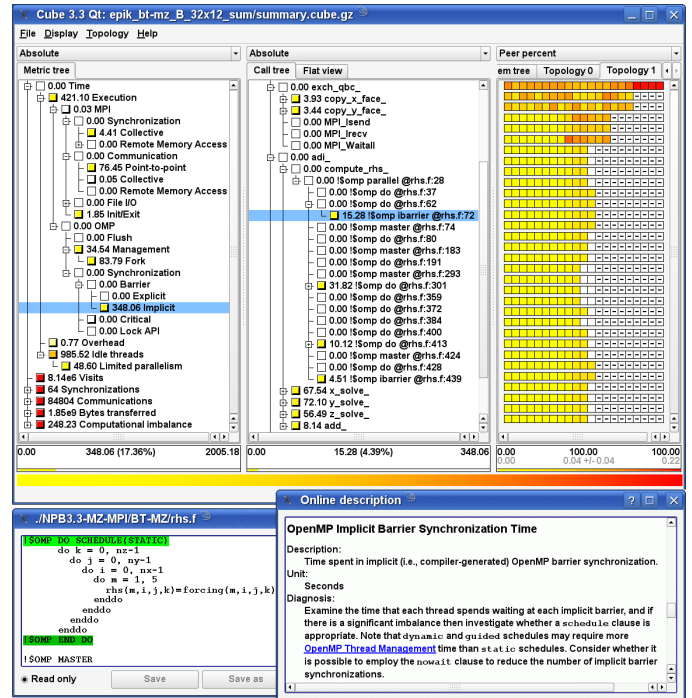 Cube 3.3 Qt: epik_bt-mz_B_32x12_sum/summary.cube.gz
File Display Topology Help
Absolute
Metric tree
0.00 Time
421.10 Execution
0.03 MPI
0.00 Synchronization
4.41 Collective
0.00 Remote Memory Access
0.00 Communication
76.45 Point-to-point
0.05 Collective
0.00 Remote Memory Access
0.00 File I/O
1.85 Init/Exit
0.00 OMP
0.00 Flush
34.54 Management
83.79 Fork
0.00 Synchronization
0.00 Barrier
0.00 Explicit
348.06 Implicit
0.00 Critical
0.00 Lock API
0.77 Overhead
985.52 Idle threads
48.60 Limited parallelism
8.14e6 Visits
64 Synchronizations
84804 Communications
1.85e9 Bytes transferred
248.23 Computational imbalance
0.00 348.06 (17.36%) 2005.18
Absolute
Call tree Flat view
0.00 exch_qbc_
3.93 copy_x_face_
3.44 copy_y_face_
0.00 MPI_Isend
0.00 MPI_Irecv
0.00 MPI_Waitall
0.00 adi_
0.00 compute_rhs_
0.00 !$omp parallel @rhs.f:28
0.00 !$omp do @rhs.f:37
0.00 !$omp do @rhs.f:62
15.28 !$omp ibarrier @rhs.f:72
0.00 !$omp master @rhs.f:74
0.00 !$omp do @rhs.f:80
0.00 !$omp master @rhs.f:183
0.00 !$omp do @rhs.f:191
0.00 !$omp master @rhs.f:293
31.82 !$omp do @rhs.f:301
0.00 !$omp do @rhs.f:359
0.00 !$omp do @rhs.f:372
0.00 !$omp do @rhs.f:384
0.00 !$omp do @rhs.f:400
10.12 !$omp do @rhs.f:413
0.00 !$omp master @rhs.f:424
0.00 !$omp do @rhs.f:428
4.51 !$omp ibarrier @rhs.f:439
67.54 x_solve_
72.10 y_solve_
56.49 z_solve_
8.14 add_
0.00 15.28 (4.39%) 348.06
Peer percent
em tree Topology 0 Topology 1
0.00 100.00 100.00
0.00 0.04 +/- 0.04 0.22
./NPB3.3-MZ-MPI/BT-MZ/rhs.f
!$OMP DO SCHEDULE(STATIC)
do k = 0, nz-1
do j = 0, ny-1
do i = 0, nx-1
do m = 1, 5
rhs(m,i,j,k)=forcing(m,i,j,k)
enddo
enddo
enddo
enddo
!$OMP END DO
!$OMP MASTER
Read only Save Save as
Online description
OpenMP Implicit Barrier Synchronization Time
Description:
Time spent in implicit (i.e., compiler-generated) OpenMP barrier synchronization.
Unit:
Seconds
Diagnosis:
Examine the time that each thread spends waiting at each implicit barrier, and if
there is a significant imbalance then investigate whether a schedule clause is
appropriate. Note that dynamic and guided schedules may require more
OpenMP Thread Management time than static schedules. Consider whether it
is possible to employ the nowait clause to reduce the number of implicit barrier
synchronizations.